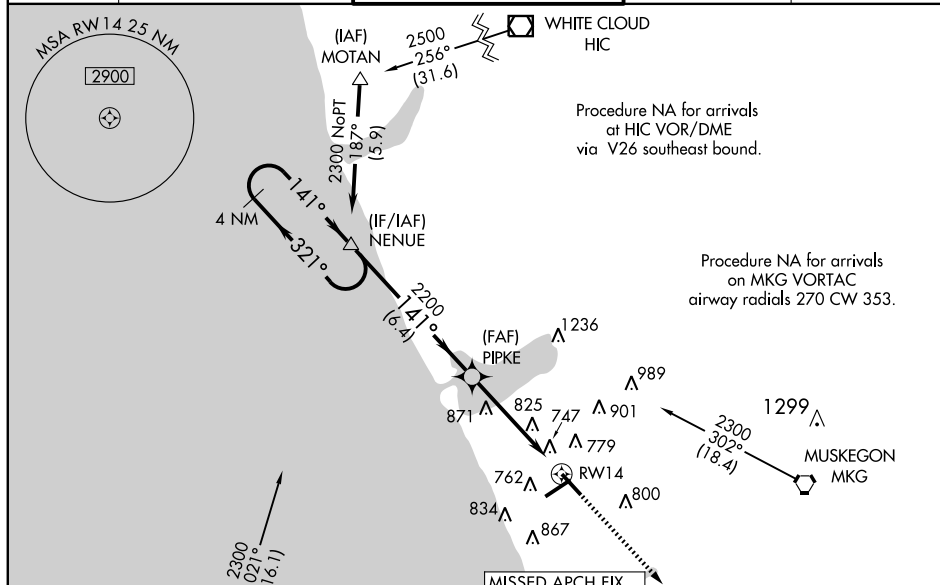 MSA RW14 25 NM
2900
(IAF)
MOTAN
2500
256°
(31.6)
WHITE CLOUD
HIC
2300 NoPT
187°
(5.9)
Procedure NA for arrivals
at HIC VOR/DME
via V26 southeast bound.
4 NM
141°
321°
(IF/IAF)
NENUE
Procedure NA for arrivals
on MKG VORTAC
airway radials 270 CW 353.
2200
141°
(6.4)
(FAF)
PIPKE
1236
989
871
825
747
901
779
1299
2300
302°
(18.4)
MUSKEGON
MKG
762
RW14
800
834
867
2300
021°
16.1)
MISSED APCH FIX